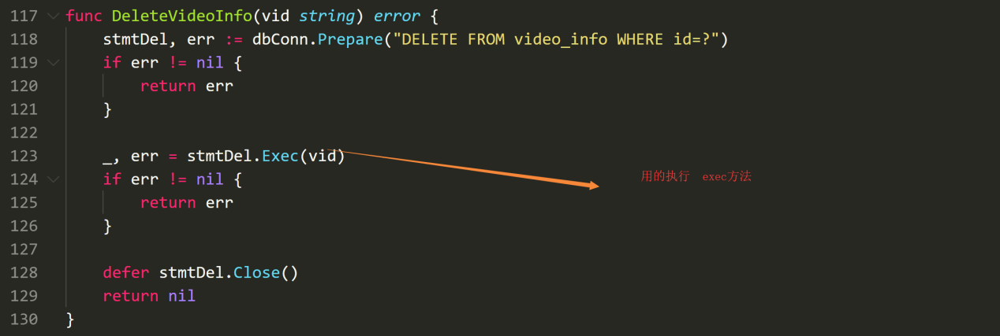 117 func DeleteVideoInfo(vid string) error {
118 stmtDel, err := dbConn.Prepare("DELETE FROM video_info WHERE id=?")
119 if err != nil {
120 return err
121 }
122
123 _, err = stmtDel.Exec(vid)
用的执行 exec方法
124 if err != nil {
125 return err
126 }
127
128 defer stmtDel.Close()
129 return nil
130 }